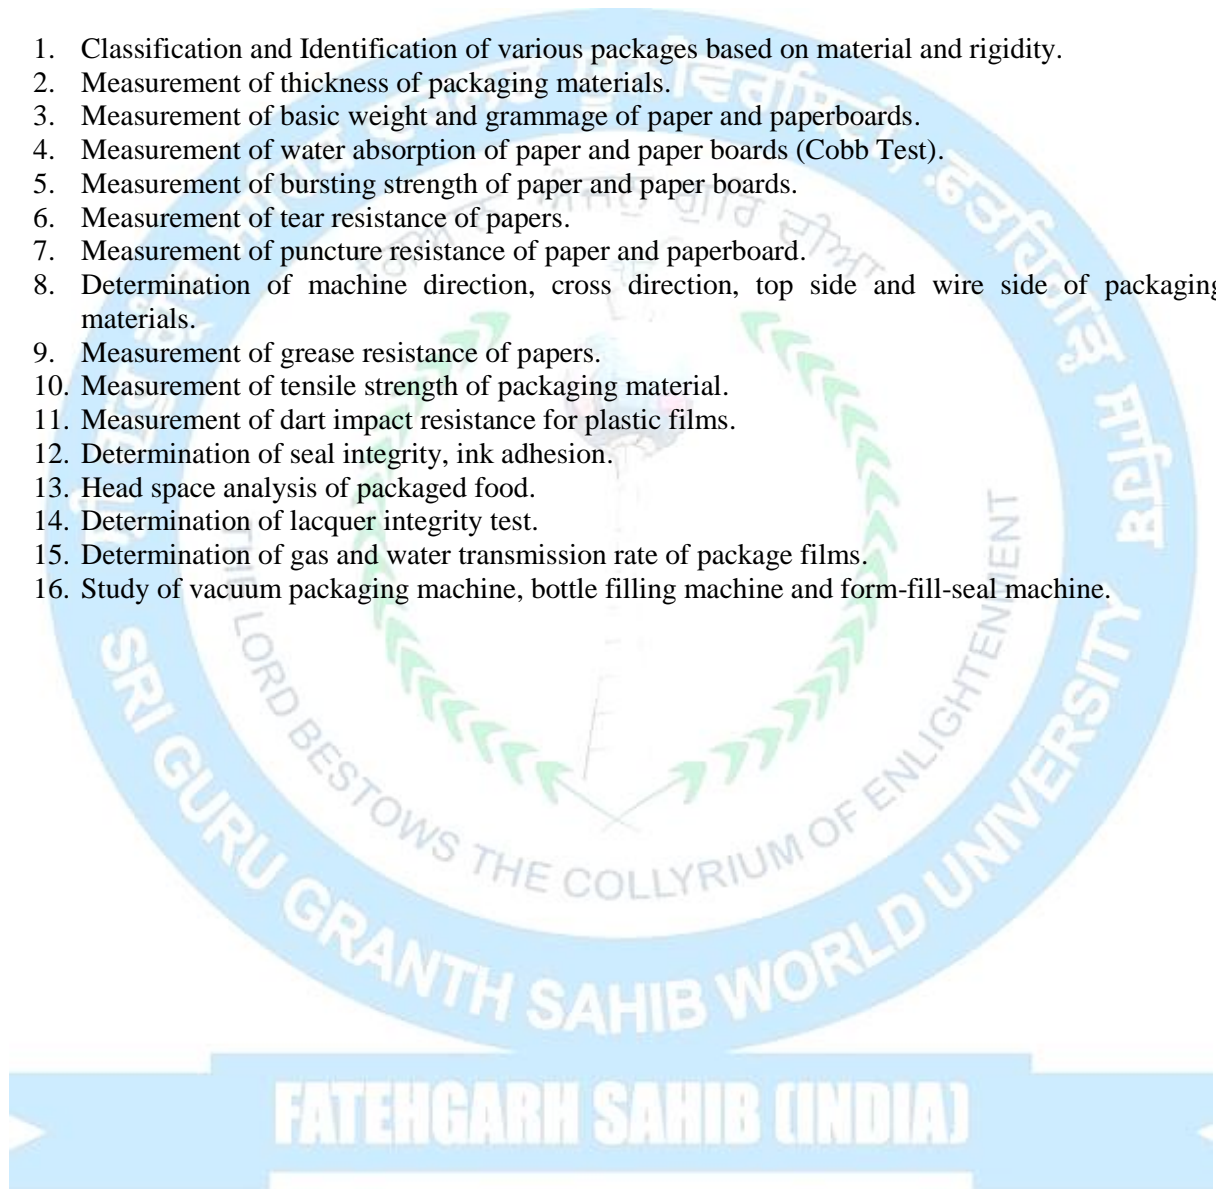 1. Classification and Identification of various packages based on material and rigidity.
2. Measurement of thickness of packaging materials.
3. Measurement of basic weight and grammage of paper and paperboards.
4. Measurement of water absorption of paper and paper boards (Cobb Test).
5. Measurement of bursting strength of paper and paper boards.
6. Measurement of tear resistance of papers.
7. Measurement of puncture resistance of paper and paperboard.
8. Determination of machine direction, cross direction, top side and wire side of packaging
materials.
9. Measurement of grease resistance of papers.
10. Measurement of tensile strength of packaging material.
11. Measurement of dart impact resistance for plastic films.
12. Determination of seal integrity, ink adhesion.
13. Head space analysis of packaged food.
14. Determination of lacquer integrity test.
15. Determination of gas and water transmission rate of package films.
16. Study of vacuum packaging machine, bottle filling machine and form-fill-seal machine.
THE LORD BESTOWS THE COLLYRIUM OF ENLIGHTENMENT
SRI GURU GRANTH SAHIB WORLD UNIVERSITY
FATEHGARH SAHIB (INDIA)